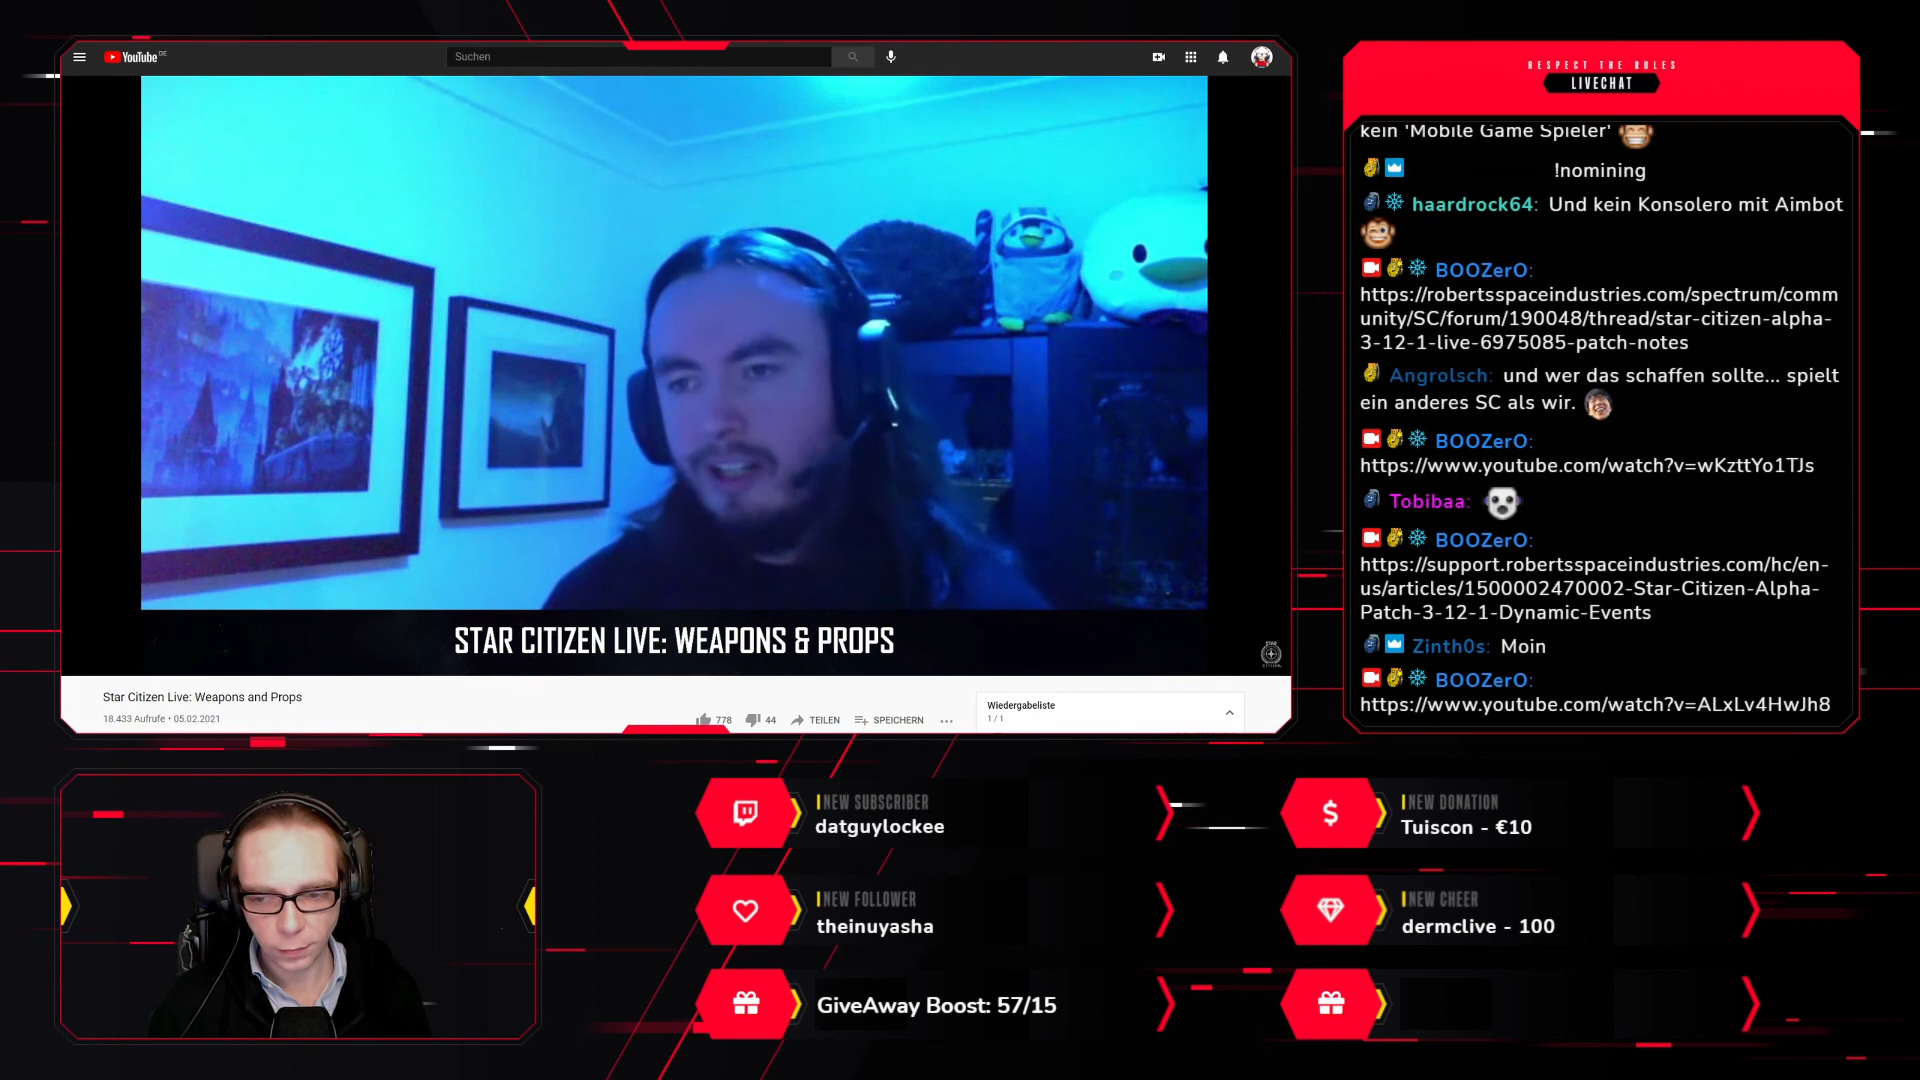 YouTube DE
Suchen
STAR CITIZEN LIVE: WEAPONS & PROPS
STAR CITIZEN
Star Citizen Live: Weapons and Props
18.433 Aufrufe • 05.02.2021
778
44
TEILEN
SPEICHERN
Wiedergabeliste
1 / 1
RESPECT THE RULES
LIVECHAT
kein 'Mobile Game Spieler'
!nomining
haardrock64: Und kein Konsolero mit Aimbot
BOOZerO:
https://robertsspaceindustries.com/spectrum/comm
unity/SC/forum/190048/thread/star-citizen-alpha-
3-12-1-live-6975085-patch-notes
Angrolsch: und wer das schaffen sollte... spielt
ein anderes SC als wir.
BOOZerO:
https://www.youtube.com/watch?v=wKzttYo1TJs
Tobibaa:
BOOZerO:
https://support.robertsspaceindustries.com/hc/en-
us/articles/1500002470002-Star-Citizen-Alpha-
Patch-3-12-1-Dynamic-Events
Zinth0s: Moin
BOOZerO:
https://www.youtube.com/watch?v=ALxLv4HwJh8
NEW SUBSCRIBER
datguylockee
NEW DONATION
Tuiscon - €10
NEW FOLLOWER
theinuyasha
NEW CHEER
dermclive - 100
GiveAway Boost: 57/15